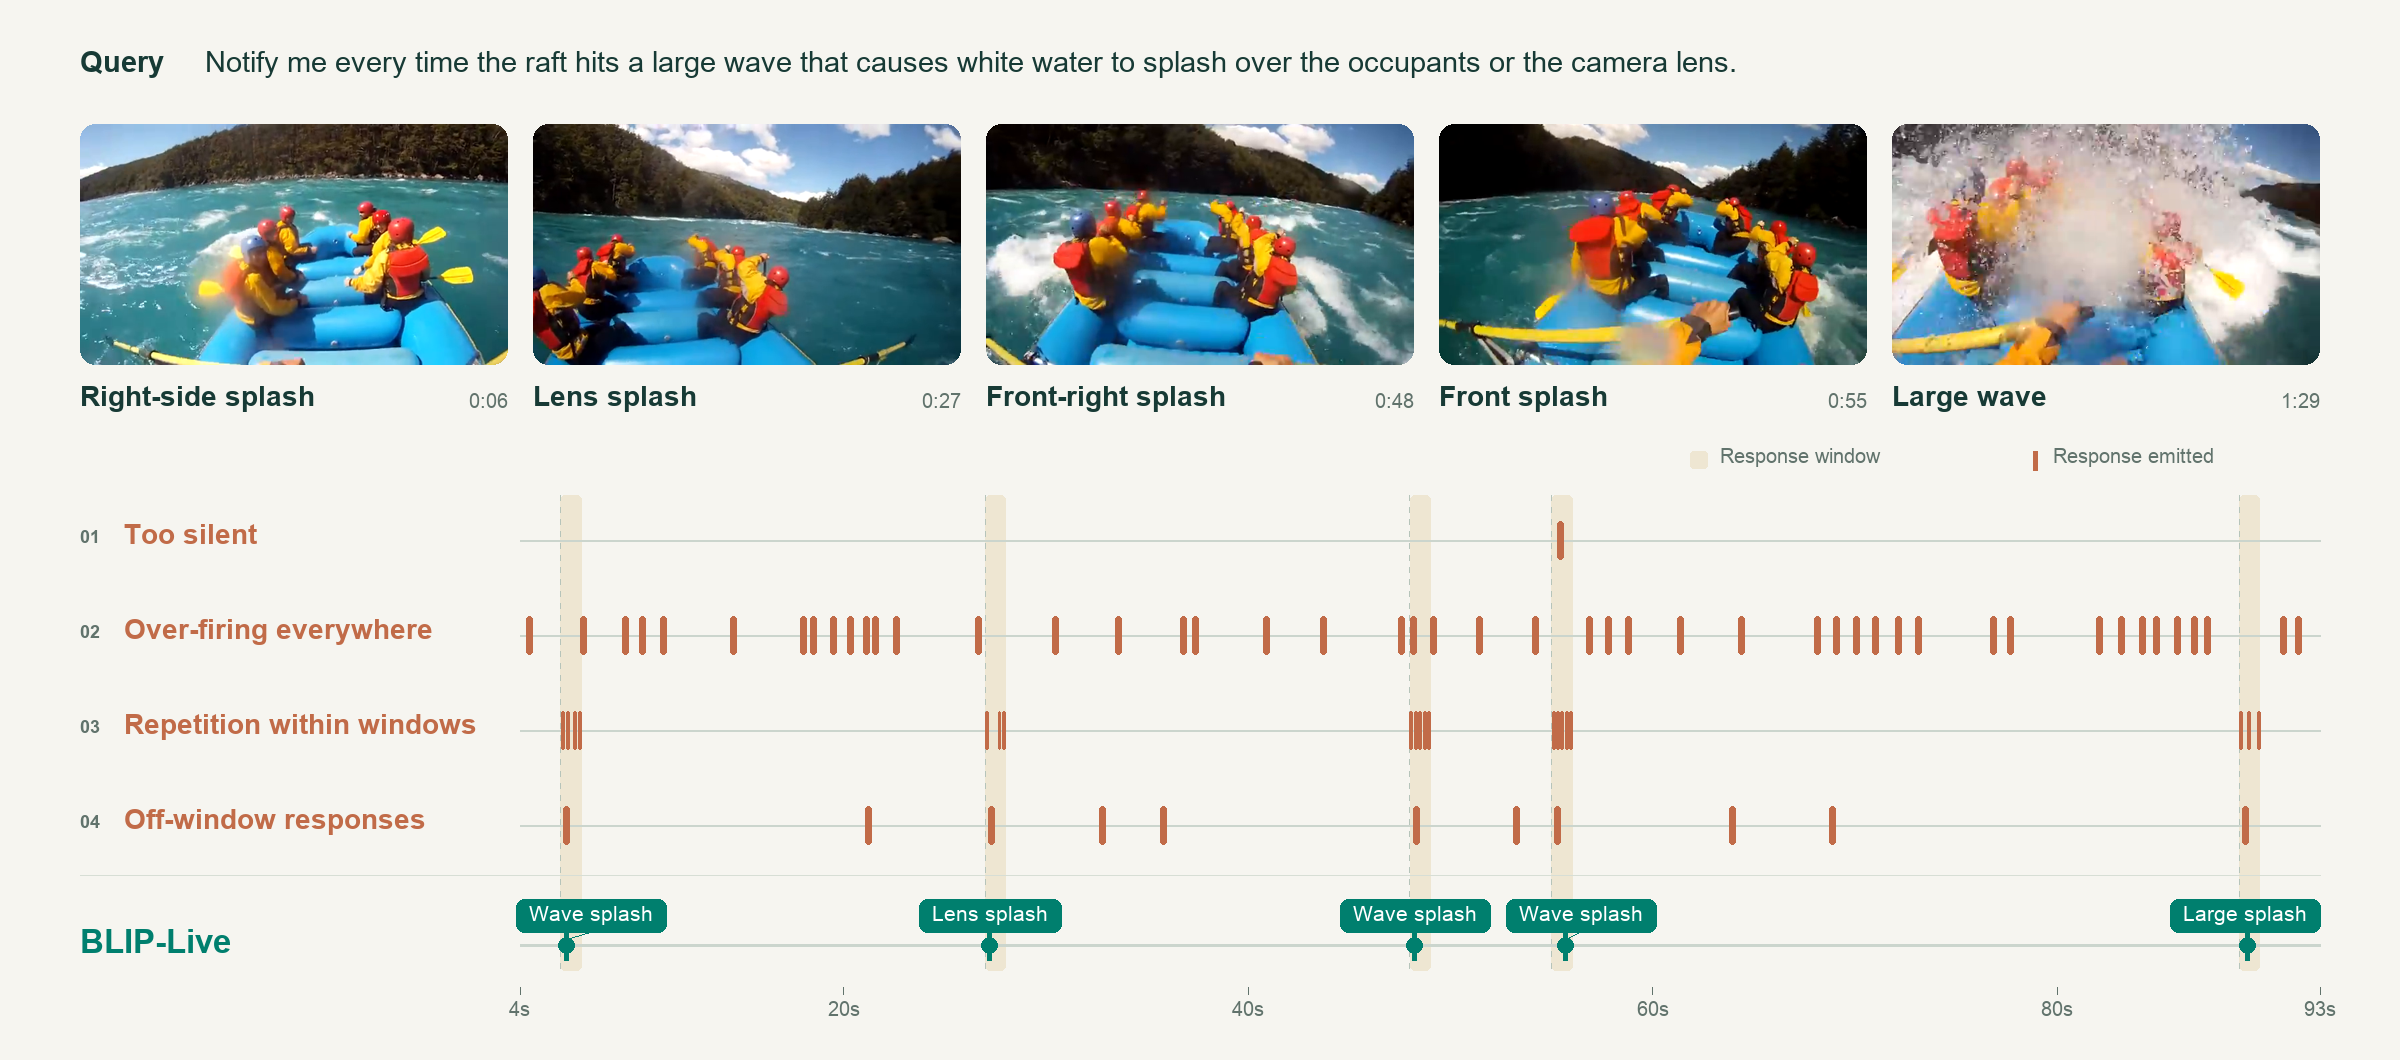 Query Notify me every time the raft hits a large wave that causes white water to splash over the occupants or the camera lens.
Right-side splash 0:06
Lens splash 0:27
Front-right splash 0:48
Front splash 0:55
Large wave 1:29
Response window
Response emitted
01 Too silent
02 Over-firing everywhere
03 Repetition within windows
04 Off-window responses
BLIP-Live
Wave splash
Lens splash
Wave splash
Wave splash
Large splash
4s 20s 40s 60s 80s 93s